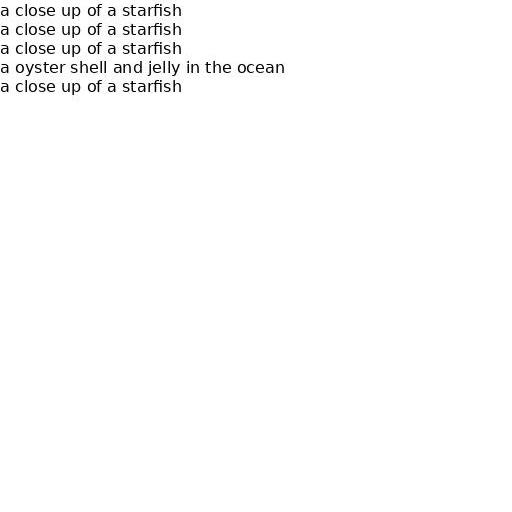 a close up of a starfish
a close up of a starfish
a close up of a starfish
a oyster shell and jelly in the ocean
a close up of a starfish